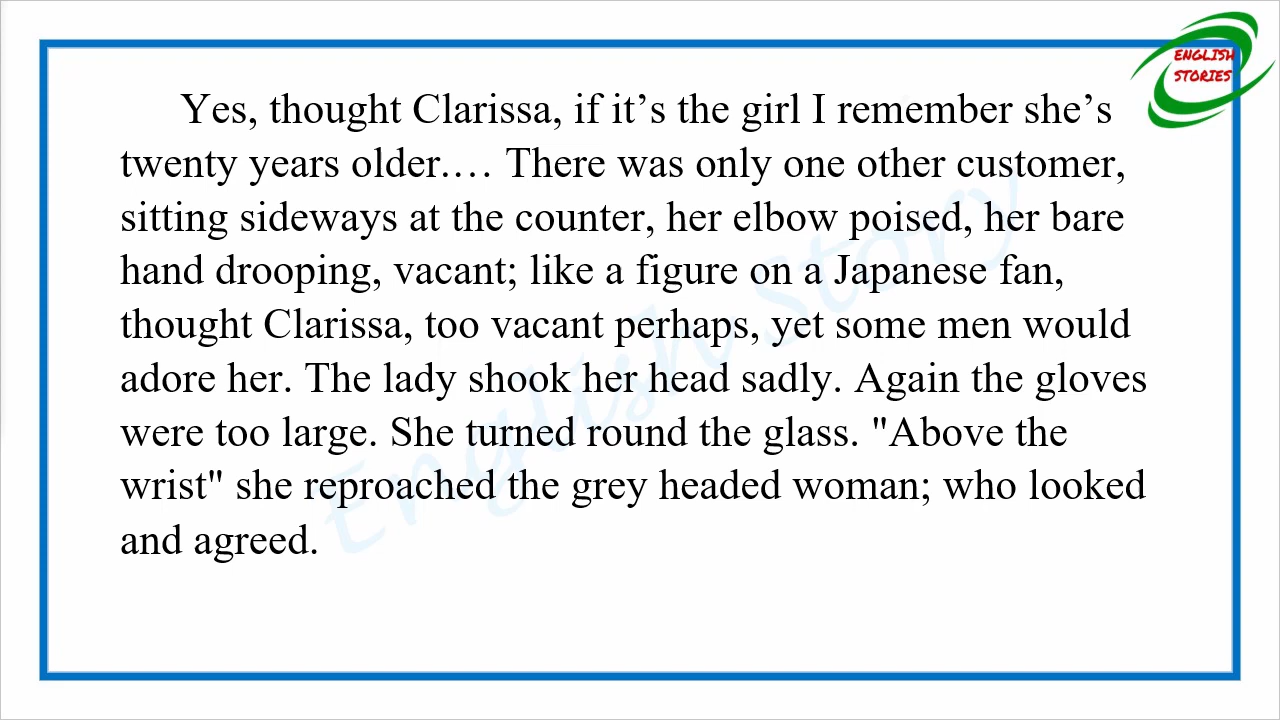 ENGLISH
STORIES
Yes, thought Clarissa, if it’s the girl I remember she’s
twenty years older.… There was only one other customer,
sitting sideways at the counter, her elbow poised, her bare
hand drooping, vacant; like a figure on a Japanese fan,
thought Clarissa, too vacant perhaps, yet some men would
adore her. The lady shook her head sadly. Again the gloves
were too large. She turned round the glass. "Above the
wrist" she reproached the grey headed woman; who looked
and agreed.
English Story